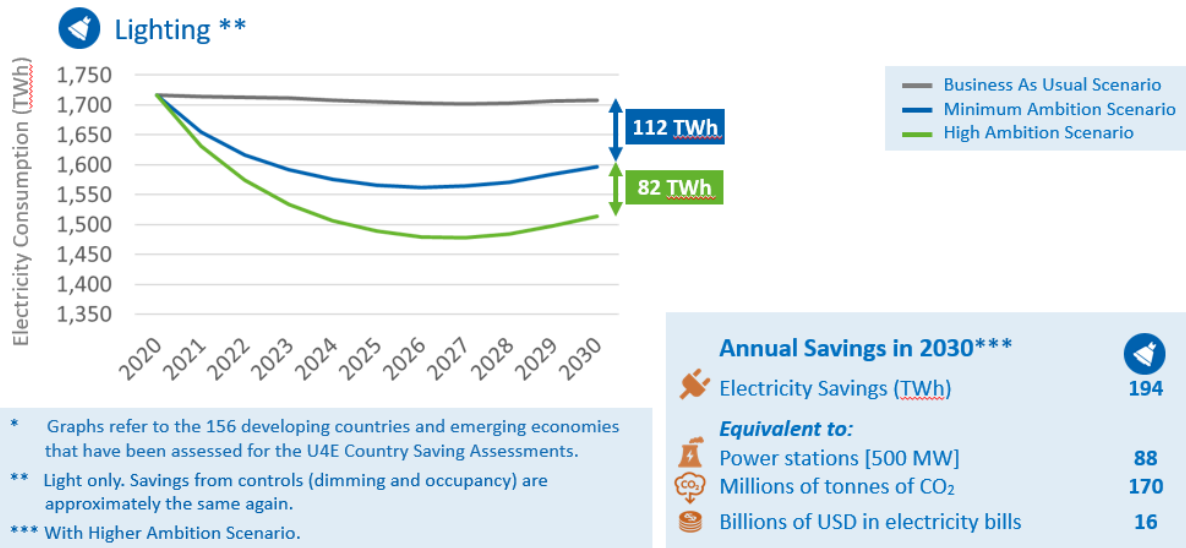 Lighting **
Electricity Consumption (TWh)
1,750
1,700
1,650
1,600
1,550
1,500
1,450
1,400
1,350
2020
2021
2022
2023
2024
2025
2026
2027
2028
2029
2030
112 TWh
82 TWh
Business As Usual Scenario
Minimum Ambition Scenario
High Ambition Scenario
* Graphs refer to the 156 developing countries and emerging economies
that have been assessed for the U4E Country Saving Assessments.
** Light only. Savings from controls (dimming and occupancy) are
approximately the same again.
*** With Higher Ambition Scenario.
Annual Savings in 2030***
Electricity Savings (TWh) 194
Equivalent to:
Power stations [500 MW] 88
CO₂
Millions of tonnes of CO₂ 170
Billions of USD in electricity bills 16